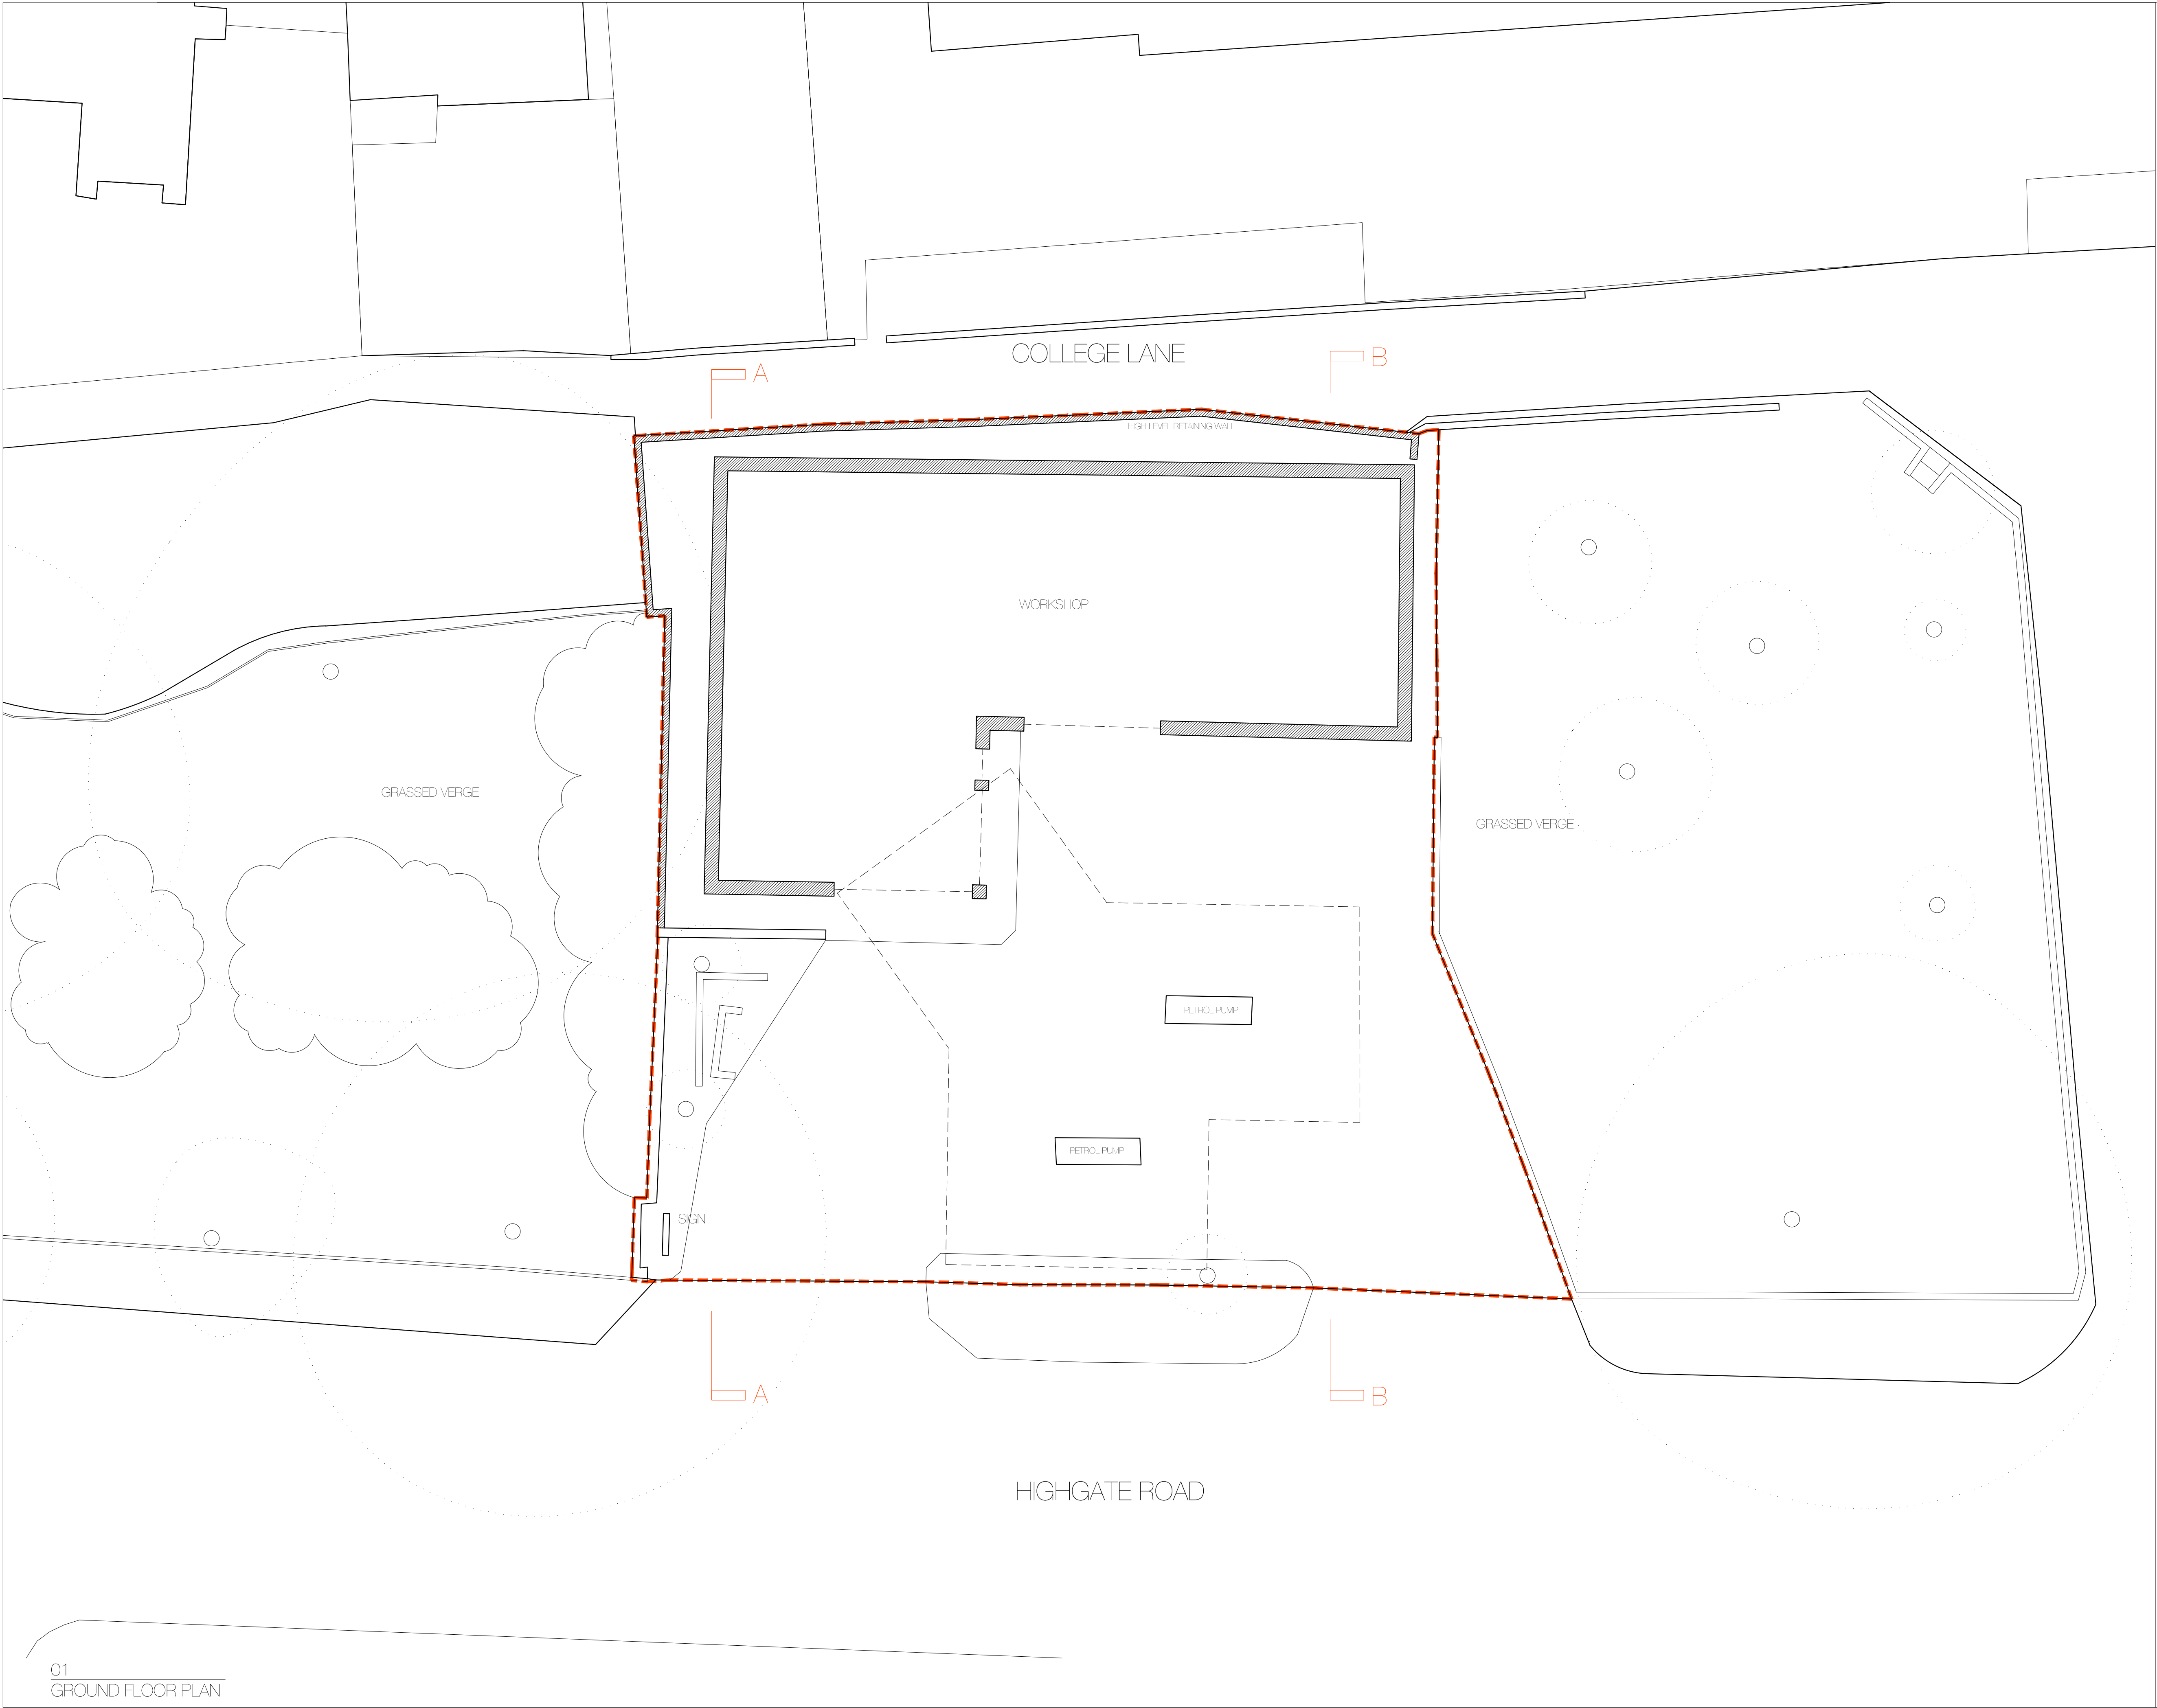 COLLEGE LANE
A
B
HIGH LEVEL RETAINING WALL
WORKSHOP
GRASSED VERGE
GRASSED VERGE
PETROL PUMP
PETROL PUMP
SIGN
A
B
HIGHGATE ROAD
01
GROUND FLOOR PLAN